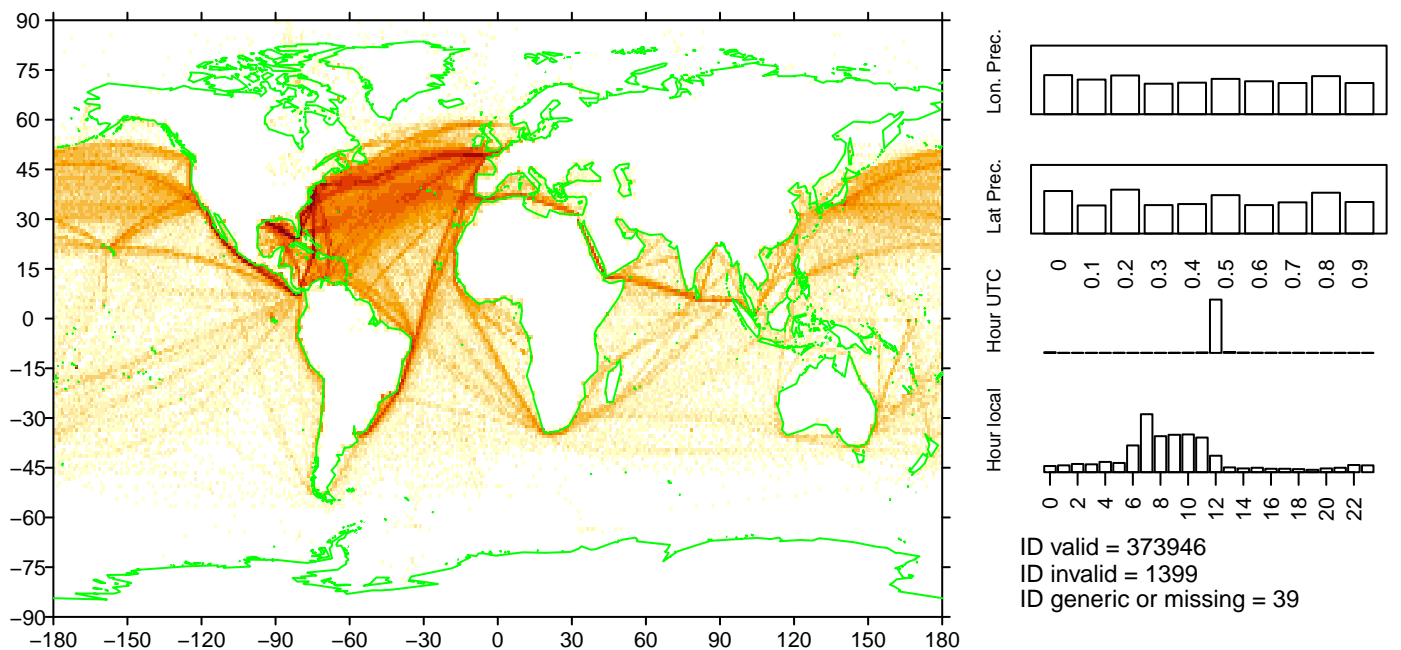 90
75
60
45
30
15
0
−15
−30
−45
−60
−75
−90
−180 −150 −120 −90 −60 −30 0 30 60 90 120 150 180
Lon. Prec.
Lat Prec.
0 0.1 0.2 0.3 0.4 0.5 0.6 0.7 0.8 0.9
Hour UTC
Hour local
0 2 4 6 8 10 12 14 16 18 20 22
ID valid = 373946
ID invalid = 1399
ID generic or missing = 39